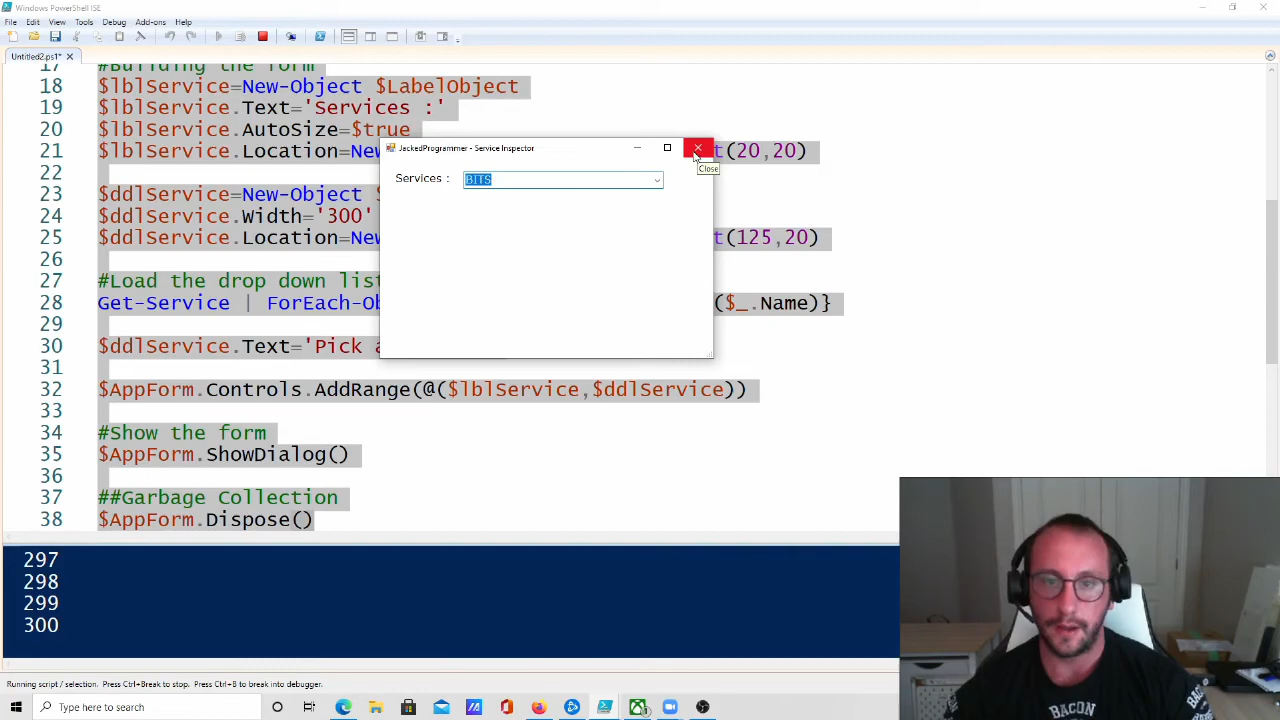 Windows PowerShell ISE
File Edit View Tools Debug Add-ons Help
Untitled2.ps1*
17 #Building the form
18 $lblService=New-Object $LabelObject
19 $lblService.Text='Services :'
20 $lblService.AutoSize=$true
21 $lblService.Location=New t(20,20)
22
23 $ddlService=New-Object $
24 $ddlService.Width='300'
25 $ddlService.Location=New t(125,20)
26
27 #Load the drop down list
28 Get-Service | ForEach-Ob ($_.Name)}
29
30 $ddlService.Text='Pick a
31
32 $AppForm.Controls.AddRange(@($lblService,$ddlService))
33
34 #Show the form
35 $AppForm.ShowDialog()
36
37 ##Garbage Collection
38 $AppForm.Dispose()
JackedProgrammer - Service Inspector
Close
Services : BITS
297
298
299
300
Running script / selection. Press Ctrl+Break to stop. Press Ctrl+B to break into debugger.
Type here to search
BACON